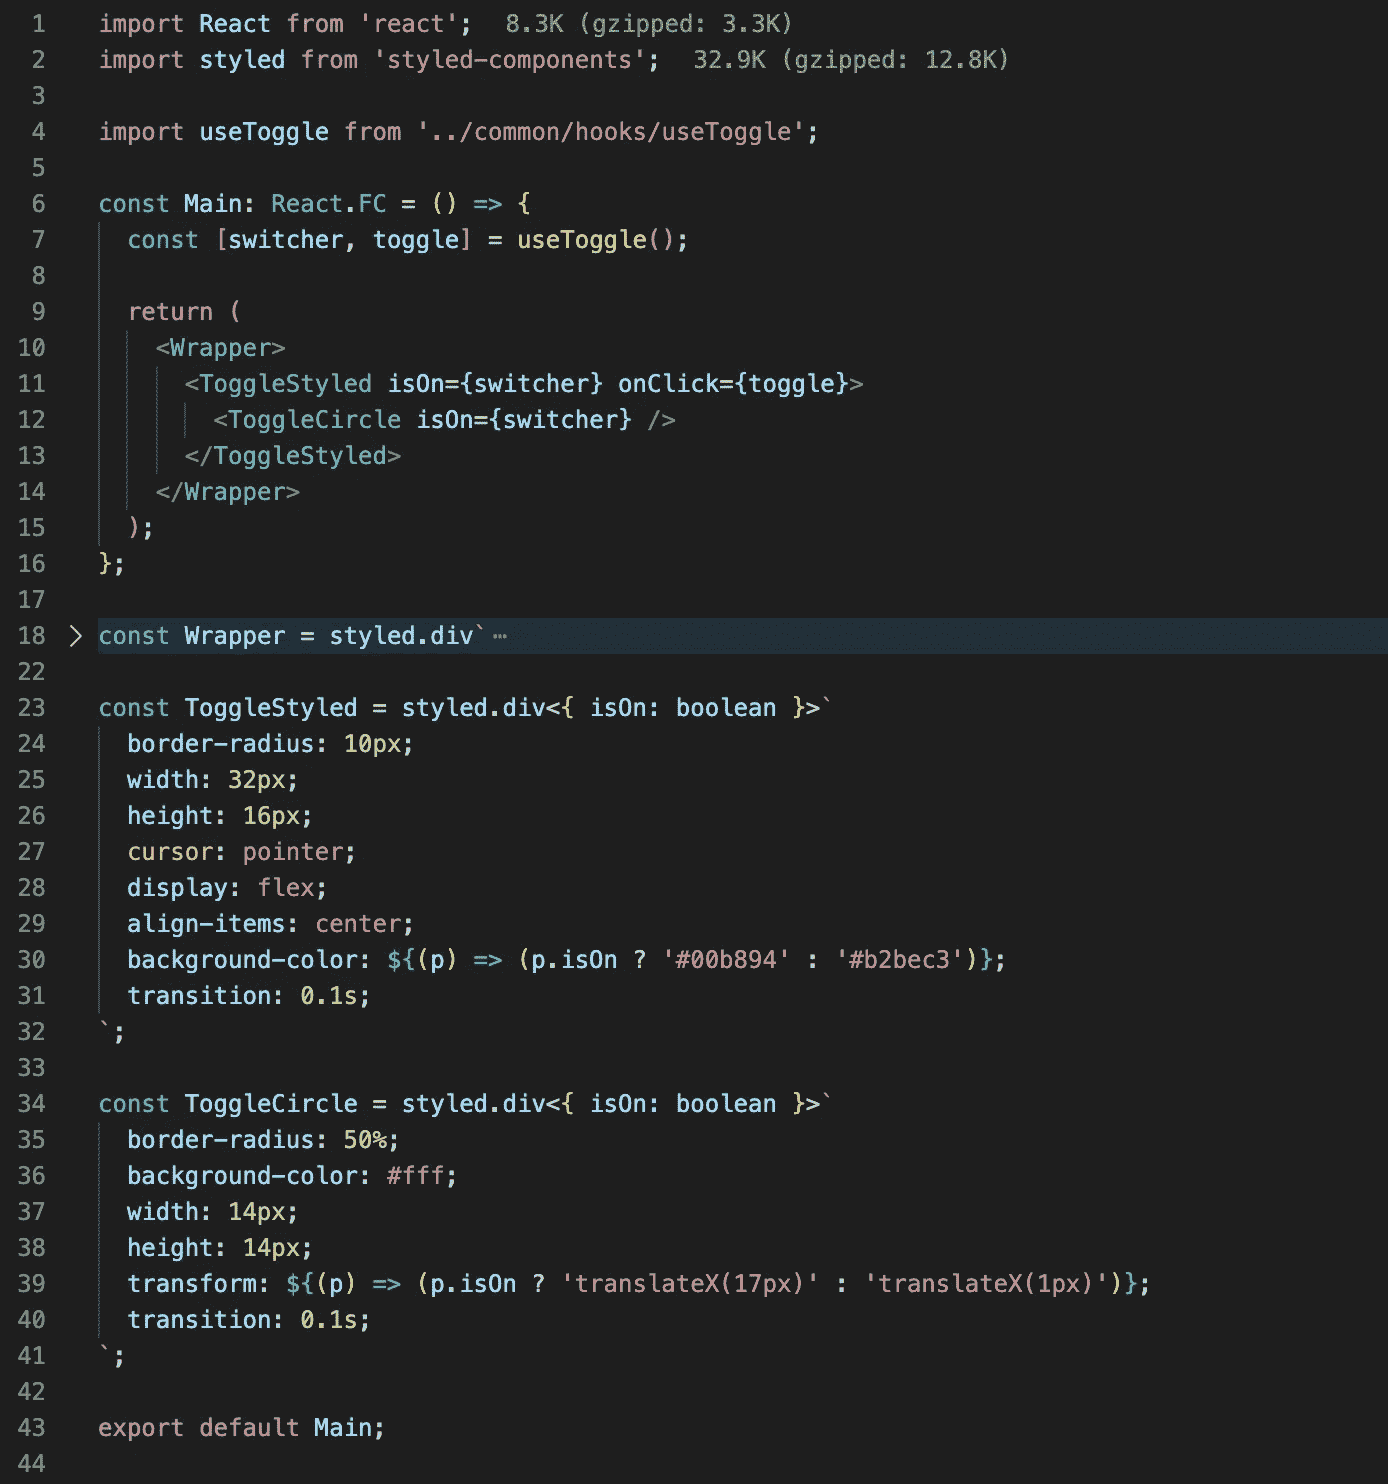 1 import React from 'react'; 8.3K (gzipped: 3.3K)
2 import styled from 'styled-components'; 32.9K (gzipped: 12.8K)
3
4 import useToggle from '../common/hooks/useToggle';
5
6 const Main: React.FC = () => {
7   const [switcher, toggle] = useToggle();
8
9   return (
10     <Wrapper>
11       <ToggleStyled isOn={switcher} onClick={toggle}>
12         <ToggleCircle isOn={switcher} />
13       </ToggleStyled>
14     </Wrapper>
15   );
16 };
17
18 > const Wrapper = styled.div` ⋯
22
23 const ToggleStyled = styled.div<{ isOn: boolean }>`
24   border-radius: 10px;
25   width: 32px;
26   height: 16px;
27   cursor: pointer;
28   display: flex;
29   align-items: center;
30   background-color: ${(p) => (p.isOn ? '#00b894' : '#b2bec3')};
31   transition: 0.1s;
32 `;
33
34 const ToggleCircle = styled.div<{ isOn: boolean }>`
35   border-radius: 50%;
36   background-color: #fff;
37   width: 14px;
38   height: 14px;
39   transform: ${(p) => (p.isOn ? 'translateX(17px)' : 'translateX(1px)')};
40   transition: 0.1s;
41 `;
42
43 export default Main;
44